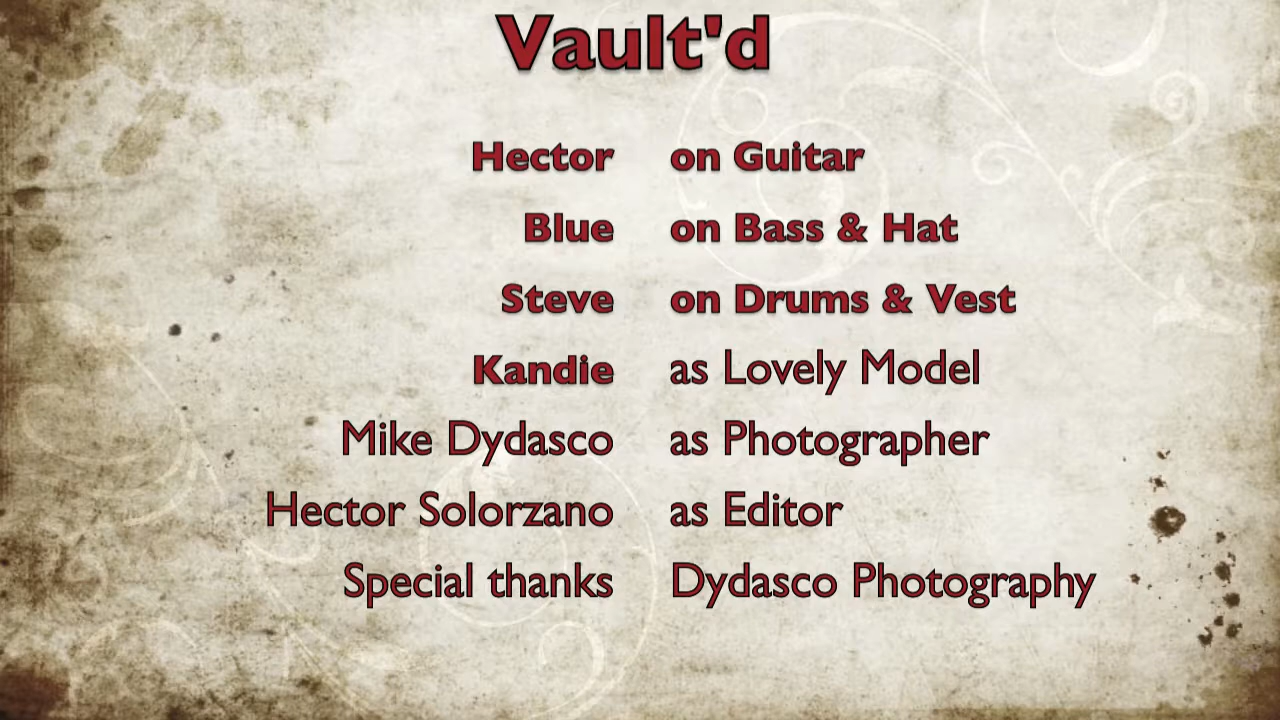 Vault'd
Hector on Guitar
Blue on Bass & Hat
Steve on Drums & Vest
Kandie as Lovely Model
Mike Dydasco as Photographer
Hector Solorzano as Editor
Special thanks Dydasco Photography